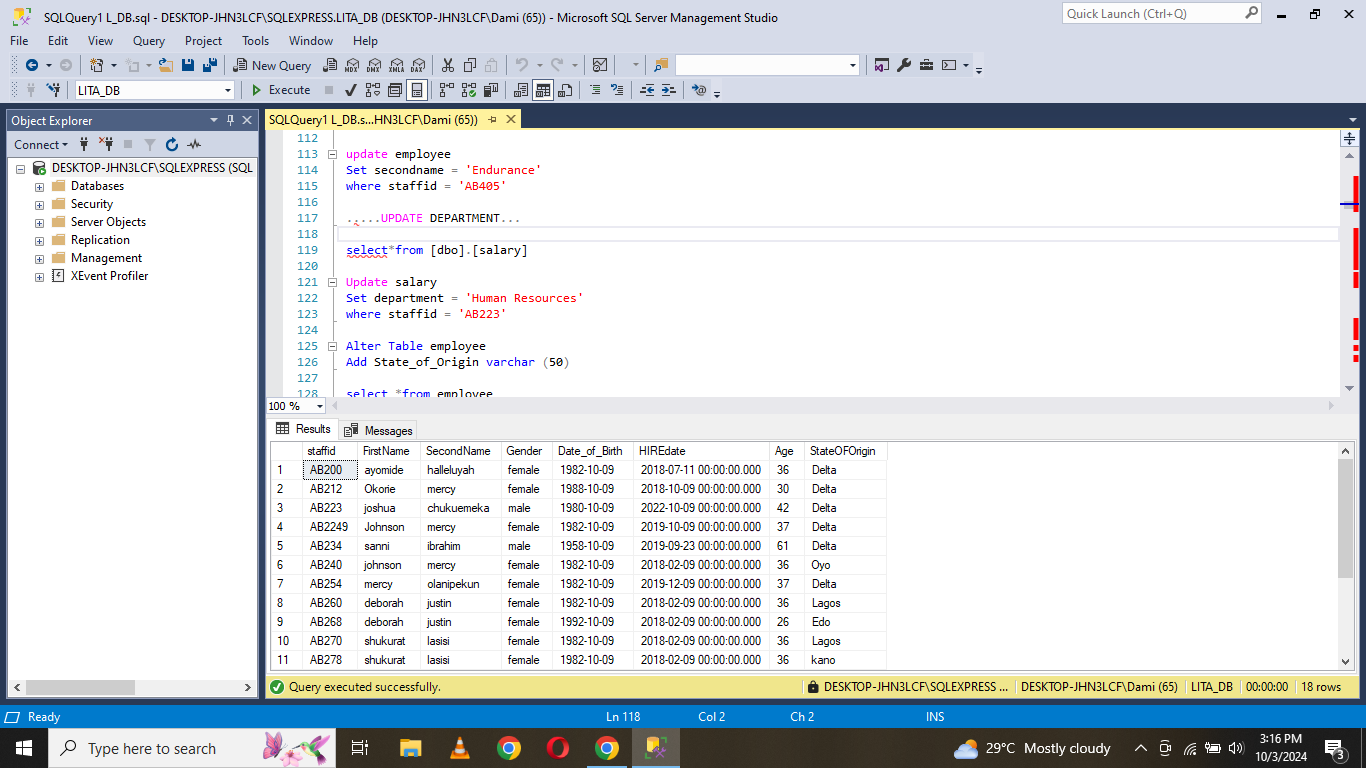 SQLQuery1 L_DB.sql - DESKTOP-JHN3LCF\SQLEXPRESS.LITA_DB (DESKTOP-JHN3LCF\Dami (65)) - Microsoft SQL Server Management Studio
Quick Launch (Ctrl+Q)
File Edit View Query Project Tools Window Help
New Query MDX DMX XMLA DAX
LITA_DB Execute
Object Explorer
SQLQuery1 L_DB.s...HN3LCF\Dami (65))
Connect
DESKTOP-JHN3LCF\SQLEXPRESS (SQL
Databases
Security
Server Objects
Replication
Management
XEvent Profiler
112
113 update employee
114 Set secondname = 'Endurance'
115 where staffid = 'AB405'
116
117 .....UPDATE DEPARTMENT...
118
119 select*from [dbo].[salary]
120
121 Update salary
122 Set department = 'Human Resources'
123 where staffid = 'AB223'
124
125 Alter Table employee
126 Add State_of_Origin varchar (50)
127
128 select *from employee
100 %
Results Messages
staffid FirstName SecondName Gender Date_of_Birth HIREdate Age StateOFOrigin
1 AB200 ayomide halleluyah female 1982-10-09 2018-07-11 00:00:00.000 36 Delta
2 AB212 Okorie mercy female 1988-10-09 2018-10-09 00:00:00.000 30 Delta
3 AB223 joshua chukuemeka male 1980-10-09 2022-10-09 00:00:00.000 42 Delta
4 AB2249 Johnson mercy female 1982-10-09 2019-10-09 00:00:00.000 37 Delta
5 AB234 sanni ibrahim male 1958-10-09 2019-09-23 00:00:00.000 61 Delta
6 AB240 johnson mercy female 1982-10-09 2018-02-09 00:00:00.000 36 Oyo
7 AB254 mercy olanipekun female 1982-10-09 2019-12-09 00:00:00.000 37 Delta
8 AB260 deborah justin female 1982-10-09 2018-02-09 00:00:00.000 36 Lagos
9 AB268 deborah justin female 1992-10-09 2018-02-09 00:00:00.000 26 Edo
10 AB270 shukurat lasisi female 1982-10-09 2018-02-09 00:00:00.000 36 Lagos
11 AB278 shukurat lasisi female 1982-10-09 2018-02-09 00:00:00.000 36 kano
Query executed successfully. DESKTOP-JHN3LCF\SQLEXPRESS ... DESKTOP-JHN3LCF\Dami (65) LITA_DB 00:00:00 18 rows
Ready Ln 118 Col 2 Ch 2 INS
Type here to search
29°C Mostly cloudy
3:16 PM
10/3/2024
3